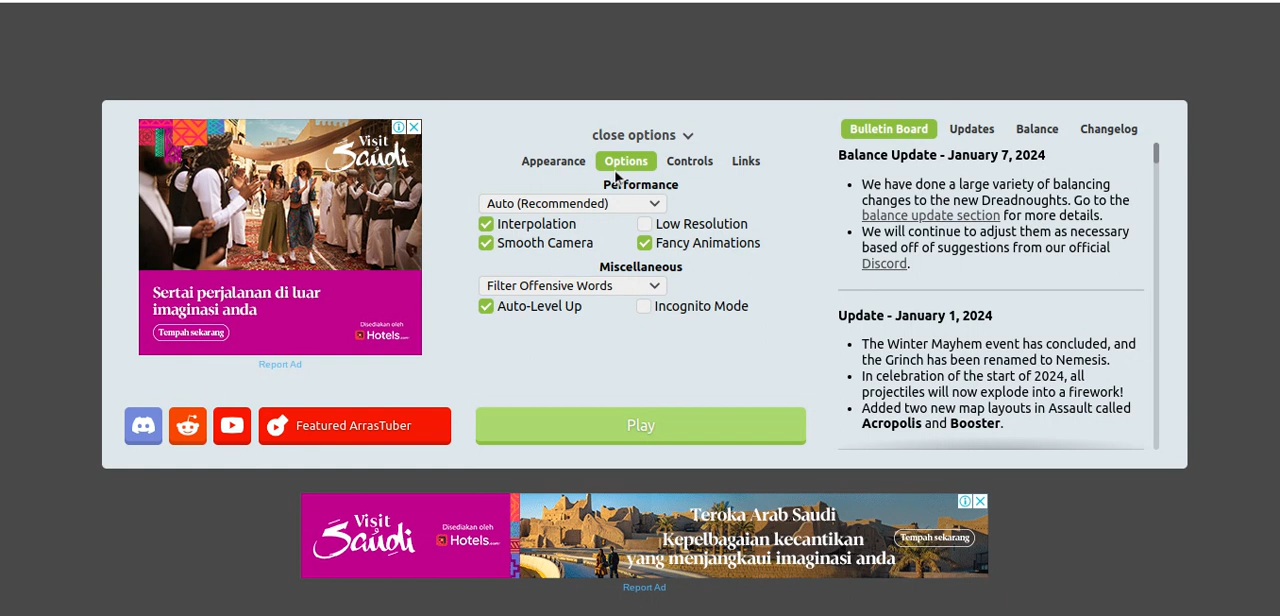 Visit
Saudi
Sertai perjalanan di luar
imaginasi anda
Tempah sekarang
Disediakan oleh
Hotels.com
Report Ad
Featured ArrasTuber
close options
Appearance Options Controls Links
Performance
Auto (Recommended)
Interpolation Low Resolution
Smooth Camera Fancy Animations
Miscellaneous
Filter Offensive Words
Auto-Level Up Incognito Mode
Play
Bulletin Board Updates Balance Changelog
Balance Update - January 7, 2024
• We have done a large variety of balancing
changes to the new Dreadnoughts. Go to the
balance update section for more details.
• We will continue to adjust them as necessary
based off of suggestions from our official
Discord.
Update - January 1, 2024
• The Winter Mayhem event has concluded, and
the Grinch has been renamed to Nemesis.
• In celebration of the start of 2024, all
projectiles will now explode into a firework!
• Added two new map layouts in Assault called
Acropolis and Booster.
Visit
Saudi
Disediakan oleh
Hotels.com
Teroka Arab Saudi
Kepelbagaian kecantikan
yang menjangkaui imaginasi anda
Tempah sekarang
Report Ad